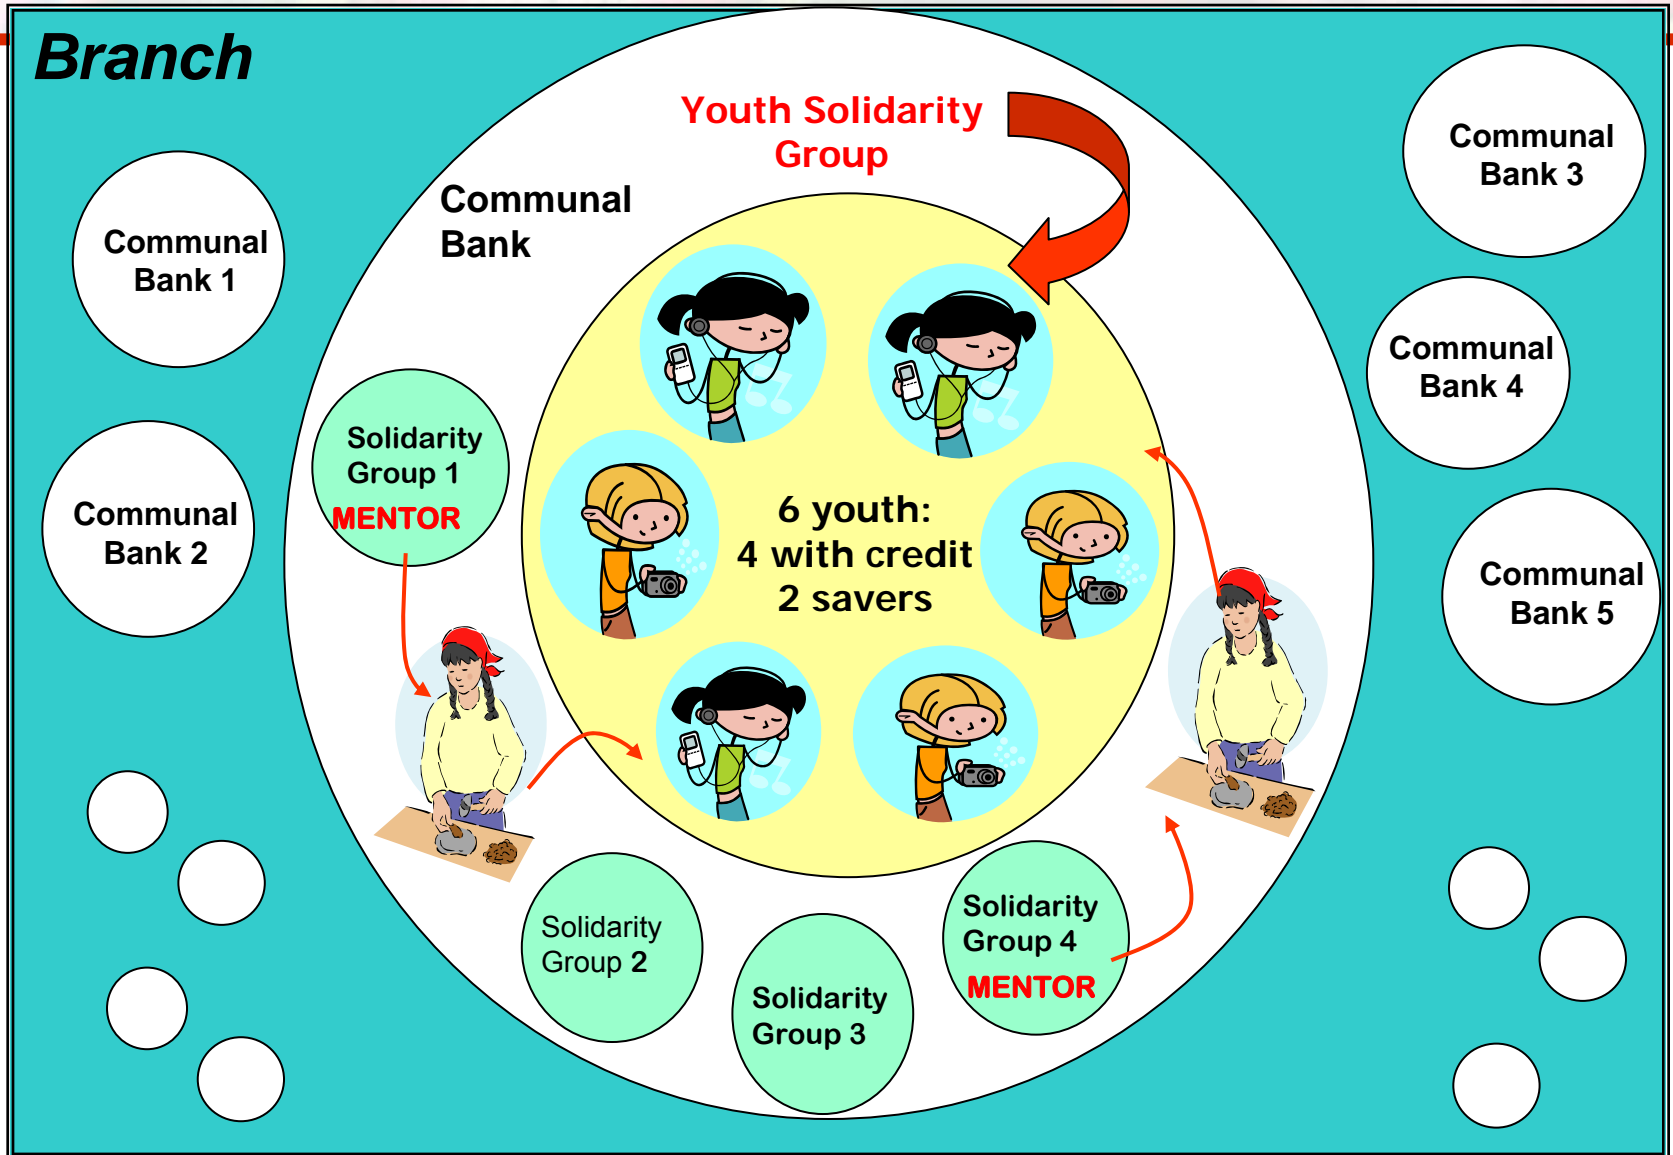 Branch
Youth Solidarity
Group
Communal
Bank
Communal
Bank 1
Communal
Bank 2
Communal
Bank 3
Communal
Bank 4
Communal
Bank 5
Solidarity
Group 1
MENTOR
6 youth:
4 with credit
2 savers
Solidarity
Group 2
Solidarity
Group 3
Solidarity
Group 4
MENTOR